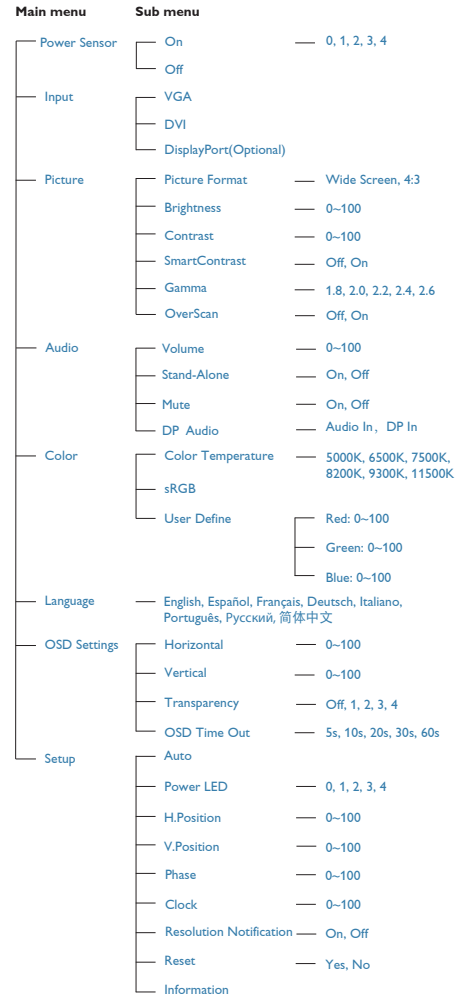 Main menu Sub menu
Power Sensor On 0, 1, 2, 3, 4
Off
Input VGA
DVI
DisplayPort(Optional)
Picture Picture Format Wide Screen, 4:3
Brightness 0~100
Contrast 0~100
SmartContrast Off, On
Gamma 1.8, 2.0, 2.2, 2.4, 2.6
OverScan Off, On
Audio Volume 0~100
Stand-Alone On, Off
Mute On, Off
DP Audio Audio In，DP In
Color Color Temperature 5000K, 6500K, 7500K,
8200K, 9300K, 11500K
sRGB
User Define Red: 0~100
Green: 0~100
Blue: 0~100
Language English, Español, Français, Deutsch, Italiano,
Português, Русский, 简体中文
OSD Settings Horizontal 0~100
Vertical 0~100
Transparency Off, 1, 2, 3, 4
OSD Time Out 5s, 10s, 20s, 30s, 60s
Setup Auto
Power LED 0, 1, 2, 3, 4
H.Position 0~100
V.Position 0~100
Phase 0~100
Clock 0~100
Resolution Notification On, Off
Reset Yes, No
Information